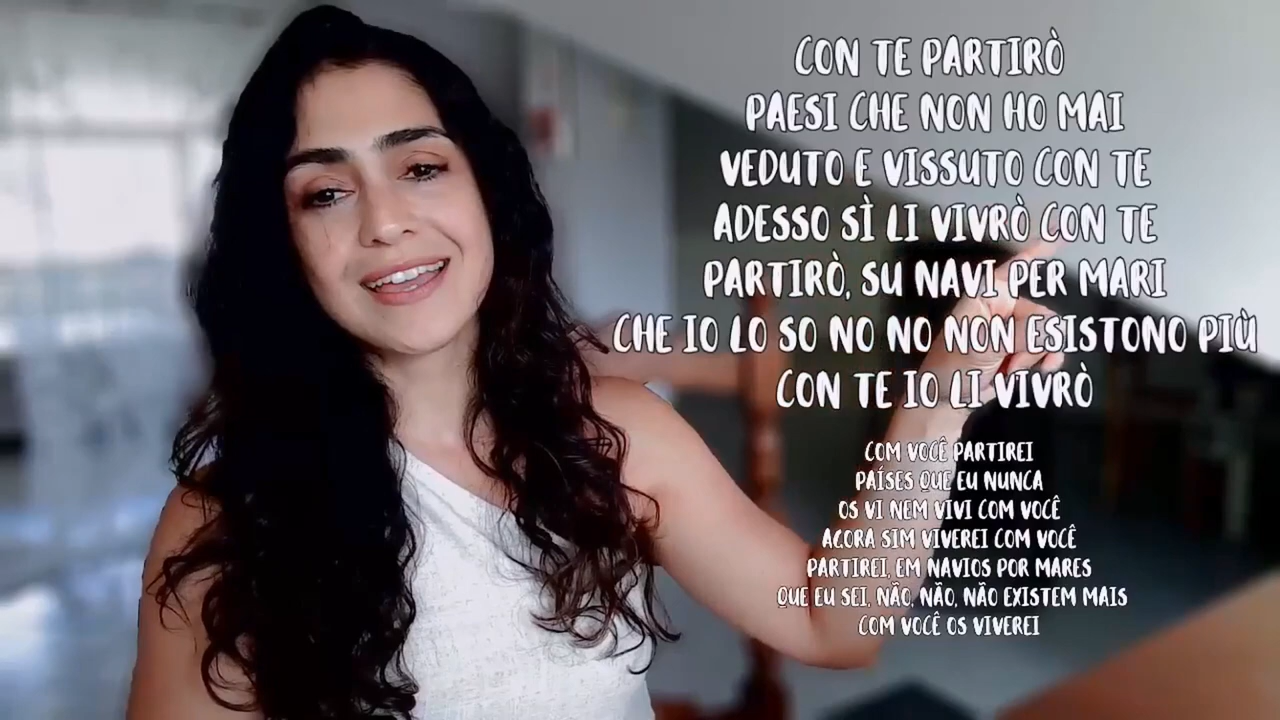 CON TE PARTIRÒ
PAESI CHE NON HO MAI
VEDUTO E VISSUTO CON TE
ADESSO SÌ LI VIVRÒ CON TE
PARTIRÒ, SU NAVI PER MARI
CHE IO LO SO NO NO NON ESISTONO PIÙ
CON TE IO LI VIVRÒ
COM VOCÊ PARTIREI
PAÍSES QUE EU NUNCA
OS VI NEM VIVI COM VOCÊ
AGORA SIM VIVEREI COM VOCÊ
PARTIREI, EM NAVIOS POR MARES
QUE EU SEI, NÃO, NÃO, NÃO EXISTEM MAIS
COM VOCÊ OS VIVEREI